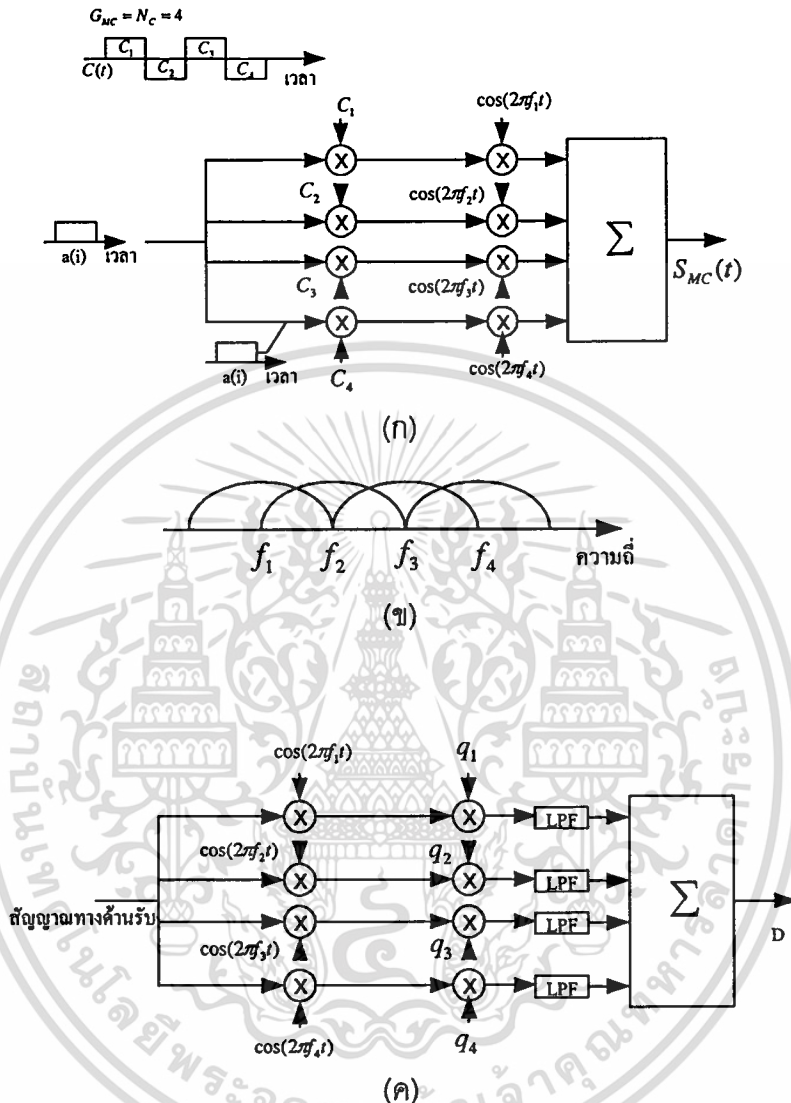 G_MC = N_C = 4
C_1 C_3
C(t) C_2 C_4 เวลา
C_1 cos(2πf_1t)
C_2 cos(2πf_2t)
a(i) เวลา
Σ
S_MC(t)
C_3 cos(2πf_3t)
a(i) เวลา
C_4 cos(2πf_4t)
(ก)
f_1 f_2 f_3 f_4 ความถี่
(ข)
cos(2πf_1t) q_1
LPF
cos(2πf_2t) q_2
LPF
สัญญาณทางด้านรับ
Σ
D
LPF
cos(2πf_3t) q_3
LPF
cos(2πf_4t) q_4
(ค)